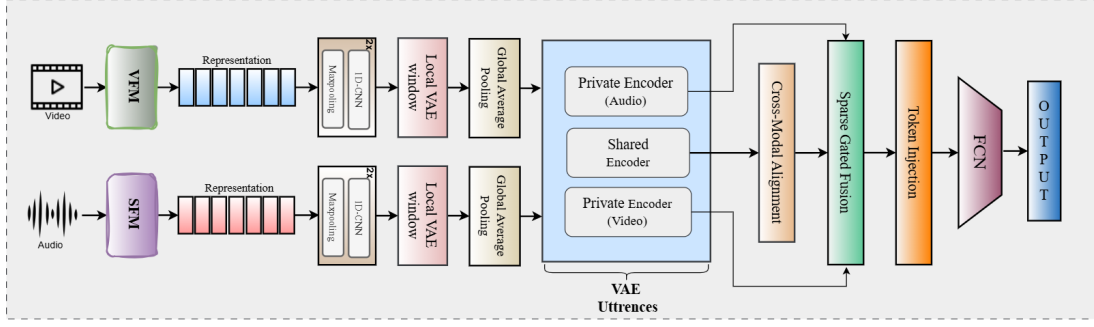 Video
VFM
Representation
2x
Maxpooling
1D-CNN
Local VAE
window
Global Average
Pooling
Audio
SFM
Representation
2x
Maxpooling
1D-CNN
Local VAE
window
Global Average
Pooling
Private Encoder
(Audio)
Shared
Encoder
Private Encoder
(Video)
VAE
Uttrences
Cross-Modal Alignment
Sparse Gated Fusion
Token Injection
FCN
OUTPUT